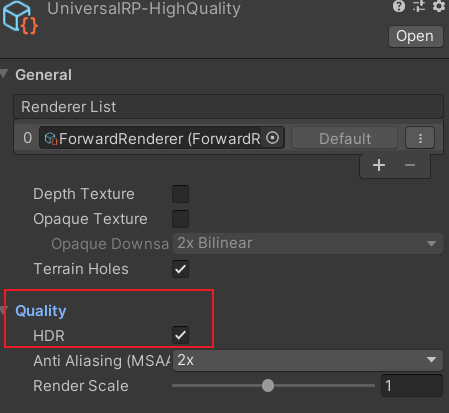 UniversalRP-HighQuality
Open
General
Renderer List
0 ForwardRenderer (ForwardR Default
Depth Texture
Opaque Texture
Opaque Downsa 2x Bilinear
Terrain Holes
Quality
HDR
Anti Aliasing (MSAA 2x
Render Scale 1